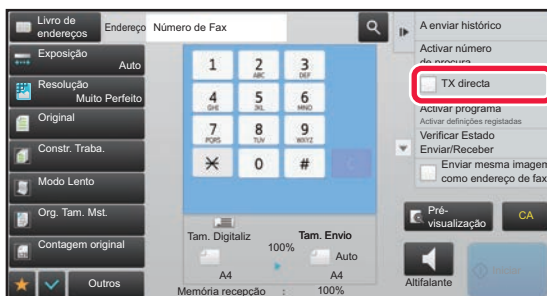 Livro de
endereços
Endereço
Número de Fax
Exposição
Auto
Resolução
Muito Perfeito
Original
Constr. Traba.
Modo Lento
Org. Tam. Mst.
Contagem original
Outros
1
2
ABC
3
DEF
4
GHI
5
JKL
6
MNO
7
PQRS
8
TUV
9
WXYZ
0
#
C
Tam. Digitaliz
100%
Tam. Envio
Auto
A4
A4
Memória recepção : 100%
A enviar histórico
Activar número
de procura
TX directa
Activar programa
Activar definições registadas
Verificar Estado
Enviar/Receber
Enviar mesma imagem
como endereço de fax
Pré-
visualização
CA
Altifalante